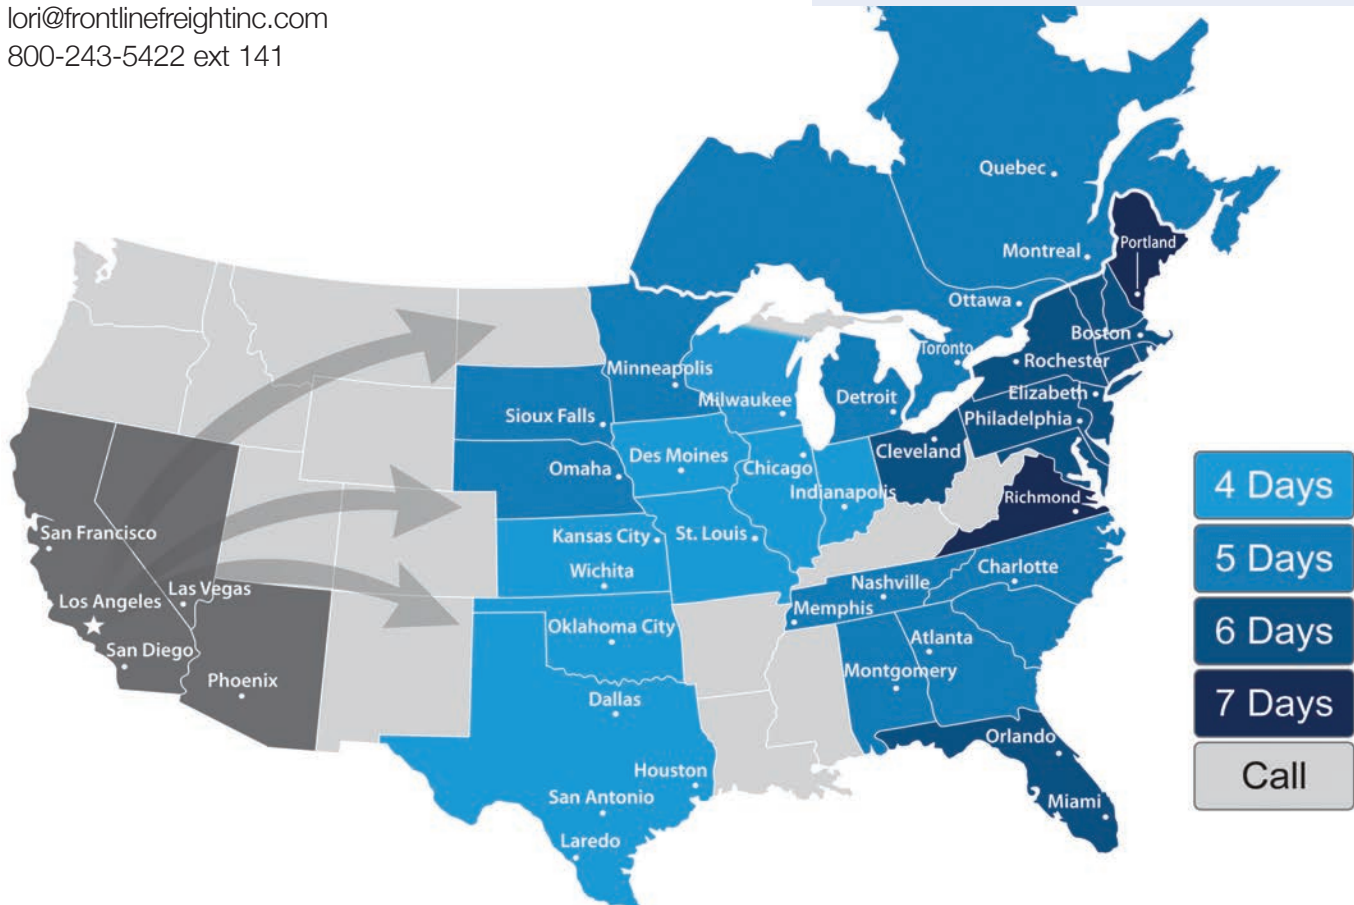 lori@frontlinefreightinc.com
800-243-5422 ext 141
Quebec
Montreal
Portland
Ottawa
Boston
Toronto
Rochester
Minneapolis
Elizabeth
Milwaukee
Detroit
Sioux Falls
Philadelphia
Cleveland
Des Moines
Omaha
Chicago
Indianapolis
Richmond
San Francisco
Kansas City
St. Louis
Charlotte
Wichita
Nashville
Las Vegas
Los Angeles
Memphis
Oklahoma City
Atlanta
San Diego
Montgomery
Phoenix
Dallas
Orlando
Houston
San Antonio
Miami
Laredo
4 Days
5 Days
6 Days
7 Days
Call